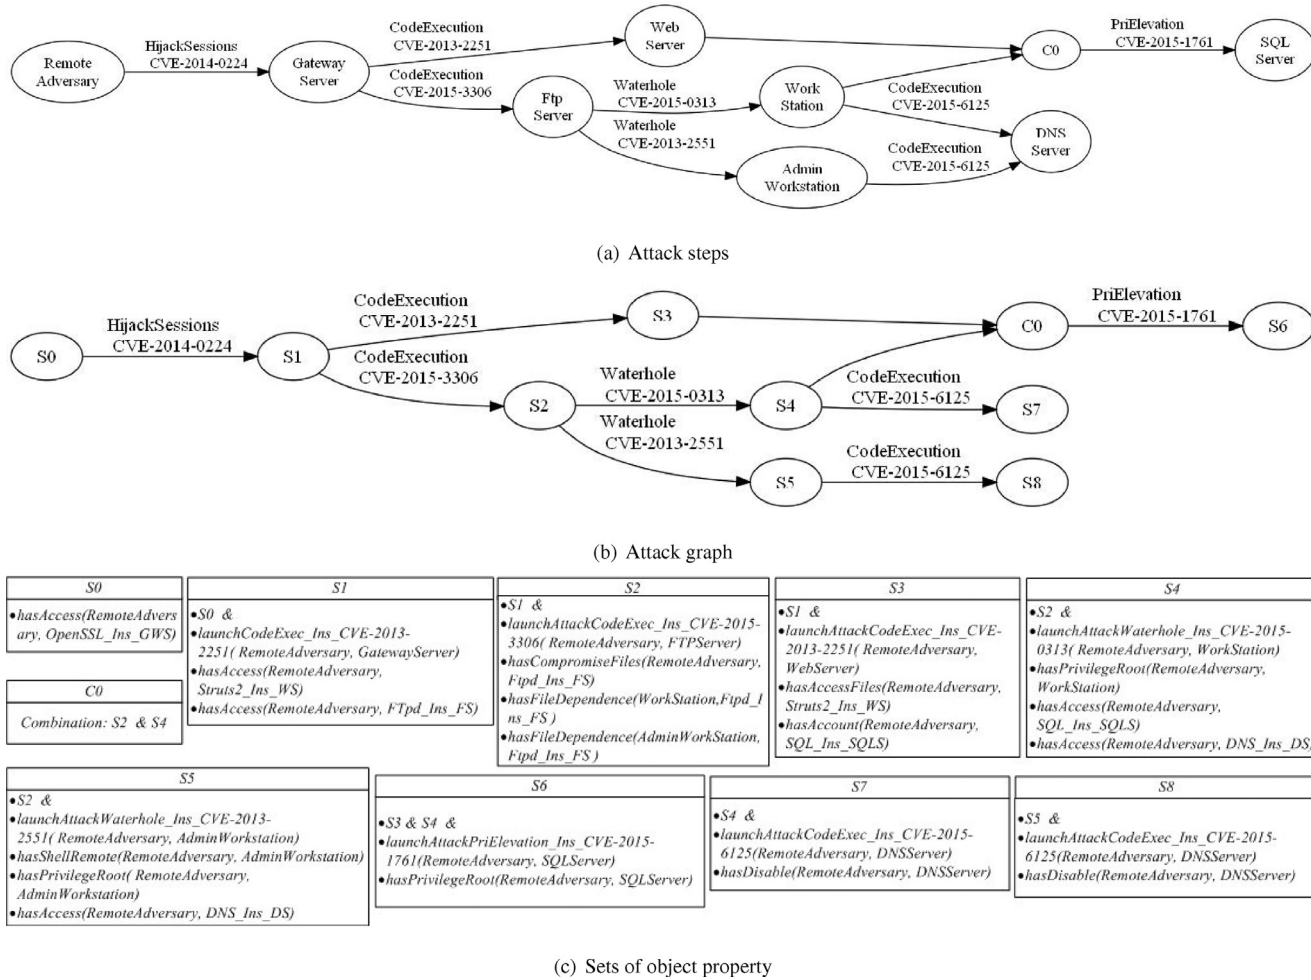 Remote
Adversary
HijackSessions
CVE-2014-0224
Gateway
Server
CodeExecution
CVE-2013-2251
CodeExecution
CVE-2015-3306
Web
Server
Ftp
Server
Waterhole
CVE-2015-0313
Waterhole
CVE-2013-2551
Work
Station
Admin
Workstation
CodeExecution
CVE-2015-6125
CodeExecution
CVE-2015-6125
C0
DNS
Server
PriElevation
CVE-2015-1761
SQL
Server
(a) Attack steps
S0
HijackSessions
CVE-2014-0224
S1
CodeExecution
CVE-2013-2251
CodeExecution
CVE-2015-3306
S3
S2
Waterhole
CVE-2015-0313
Waterhole
CVE-2013-2551
S4
S5
CodeExecution
CVE-2015-6125
CodeExecution
CVE-2015-6125
C0
S7
S8
PriElevation
CVE-2015-1761
S6
(b) Attack graph
S0
•hasAccess(RemoteAdvers
ary, OpenSSL_Ins_GWS)
C0
Combination: S2 & S4
S1
•S0 &
•launchCodeExec_Ins_CVE-2013-
2251( RemoteAdversary, GatewayServer)
•hasAccess(RemoteAdversary,
Struts2_Ins_WS)
•hasAccess(RemoteAdversary, FTpd_Ins_FS)
S2
•S1 &
•launchAttackCodeExec_Ins_CVE-2015-
3306( RemoteAdversary, FTPServer)
•hasCompromiseFiles(RemoteAdversary,
Ftpd_Ins_FS)
•hasFileDependence(WorkStation,Ftpd_I
ns_FS )
•hasFileDependence(AdminWorkStation,
Ftpd_Ins_FS )
S3
•S1 &
•launchAttackCodeExec_Ins_CVE-
2013-2251( RemoteAdversary,
WebServer)
•hasAccessFiles(RemoteAdversary,
Struts2_Ins_WS)
•hasAccount(RemoteAdversary,
SQL_Ins_SQLS)
S4
•S2 &
•launchAttackWaterhole_Ins_CVE-2015-
0313( RemoteAdversary, WorkStation)
•hasPrivilegeRoot(RemoteAdversary,
WorkStation)
•hasAccess(RemoteAdversary,
SQL_Ins_SQLS)
•hasAccess(RemoteAdversary, DNS_Ins_DS)
S5
•S2 &
•launchAttackWaterhole_Ins_CVE-2013-
2551( RemoteAdversary, AdminWorkstation)
•hasShellRemote(RemoteAdversary, AdminWorkstation)
•hasPrivilegeRoot( RemoteAdversary,
AdminWorkstation)
•hasAccess(RemoteAdversary, DNS_Ins_DS)
S6
•S3 & S4 &
•launchAttackPriElevation_Ins_CVE-2015-
1761(RemoteAdversary, SQLServer)
•hasPrivilegeRoot(RemoteAdversary, SQLServer)
S7
•S4 &
•launchAttackCodeExec_Ins_CVE-2015-
6125(RemoteAdversary, DNSServer)
•hasDisable(RemoteAdversary, DNSServer)
S8
•S5 &
•launchAttackCodeExec_Ins_CVE-2015-
6125(RemoteAdversary, DNSServer)
•hasDisable(RemoteAdversary, DNSServer)
(c) Sets of object property